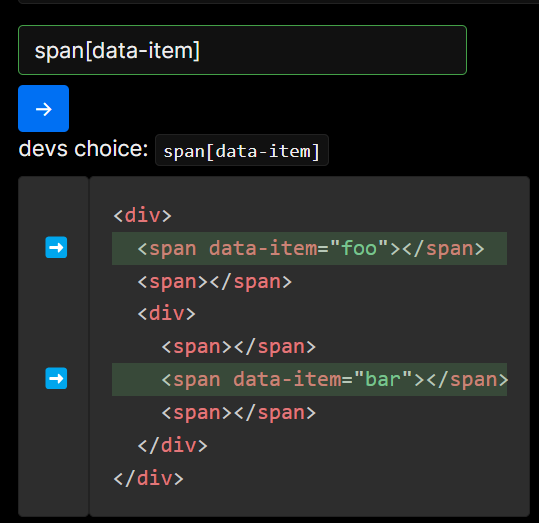 span[data-item]
→
devs choice: span[data-item]
<div>
➡ <span data-item="foo"></span>
<span></span>
<div>
<span></span>
➡ <span data-item="bar"></span>
<span></span>
</div>
</div>